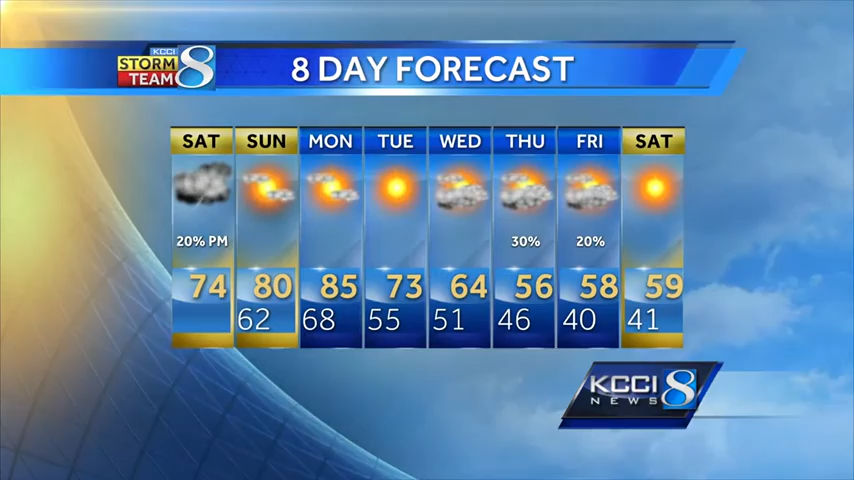 KCCI
STORM
TEAM 8
8 DAY FORECAST
SAT SUN MON TUE WED THU FRI SAT
20% PM 30% 20%
74 80 85 73 64 56 58 59
62 68 55 51 46 40 41
KCCI 8
NEWS